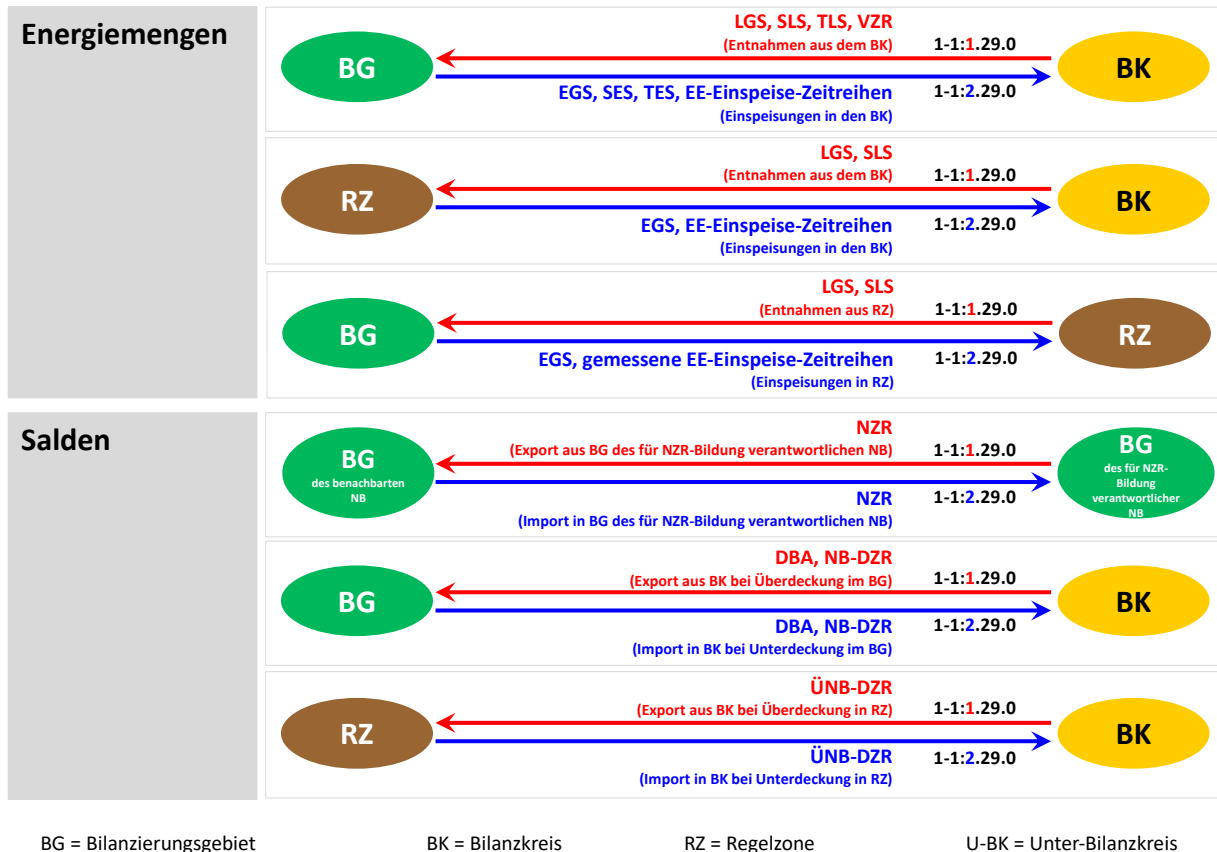 Energiemengen
LGS, SLS, TLS, VZR
(Entnahmen aus dem BK)
1-1:1.29.0
BG
BK
EGS, SES, TES, EE-Einspeise-Zeitreihen
1-1:2.29.0
(Einspeisungen in den BK)
LGS, SLS
(Entnahmen aus dem BK)
1-1:1.29.0
RZ
BK
EGS, EE-Einspeise-Zeitreihen
1-1:2.29.0
(Einspeisungen in den BK)
LGS, SLS
(Entnahmen aus RZ)
1-1:1.29.0
BG
RZ
EGS, gemessene EE-Einspeise-Zeitreihen
1-1:2.29.0
(Einspeisungen in RZ)
Salden
NZR
(Export aus BG des für NZR-Bildung verantwortlichen NB)
1-1:1.29.0
BG
des benachbarten
NB
BG
des für NZR-
Bildung
verantwortlicher
NB
NZR
1-1:2.29.0
(Import in BG des für NZR-Bildung verantwortlichen NB)
DBA, NB-DZR
(Export aus BK bei Überdeckung im BG)
1-1:1.29.0
BG
BK
DBA, NB-DZR
1-1:2.29.0
(Import in BK bei Unterdeckung im BG)
ÜNB-DZR
(Export aus BK bei Überdeckung in RZ)
1-1:1.29.0
RZ
BK
ÜNB-DZR
1-1:2.29.0
(Import in BK bei Unterdeckung in RZ)
BG = Bilanzierungsgebiet
BK = Bilanzkreis
RZ = Regelzone
U-BK = Unter-Bilanzkreis